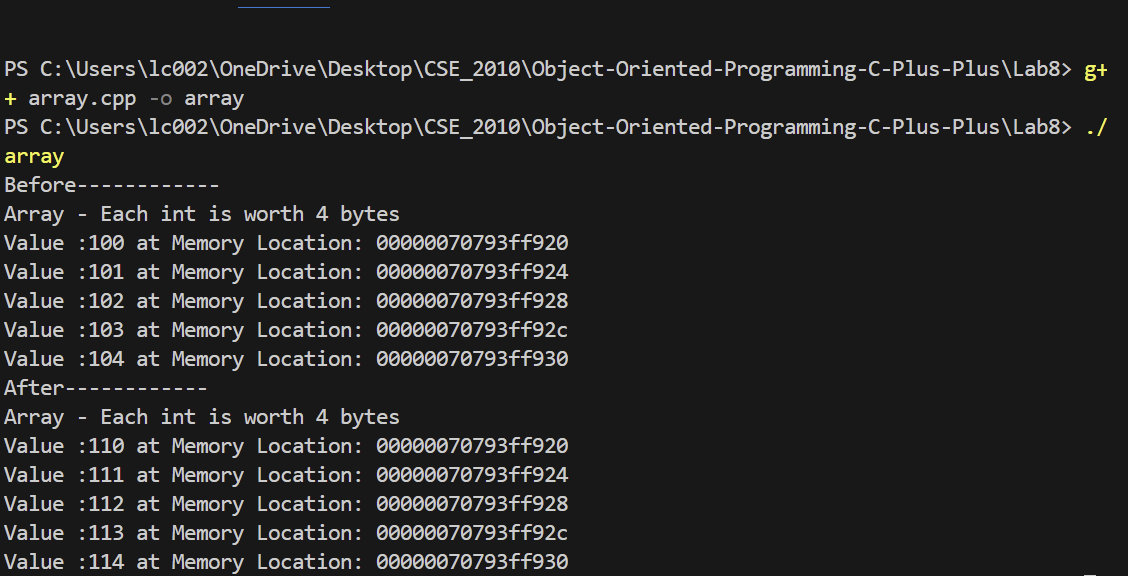 PS C:\Users\lc002\OneDrive\Desktop\CSE_2010\Object-Oriented-Programming-C-Plus-Plus\Lab8> g+
+ array.cpp -o array
PS C:\Users\lc002\OneDrive\Desktop\CSE_2010\Object-Oriented-Programming-C-Plus-Plus\Lab8> ./
array
Before------------
Array - Each int is worth 4 bytes
Value :100 at Memory Location: 00000070793ff920
Value :101 at Memory Location: 00000070793ff924
Value :102 at Memory Location: 00000070793ff928
Value :103 at Memory Location: 00000070793ff92c
Value :104 at Memory Location: 00000070793ff930
After------------
Array - Each int is worth 4 bytes
Value :110 at Memory Location: 00000070793ff920
Value :111 at Memory Location: 00000070793ff924
Value :112 at Memory Location: 00000070793ff928
Value :113 at Memory Location: 00000070793ff92c
Value :114 at Memory Location: 00000070793ff930